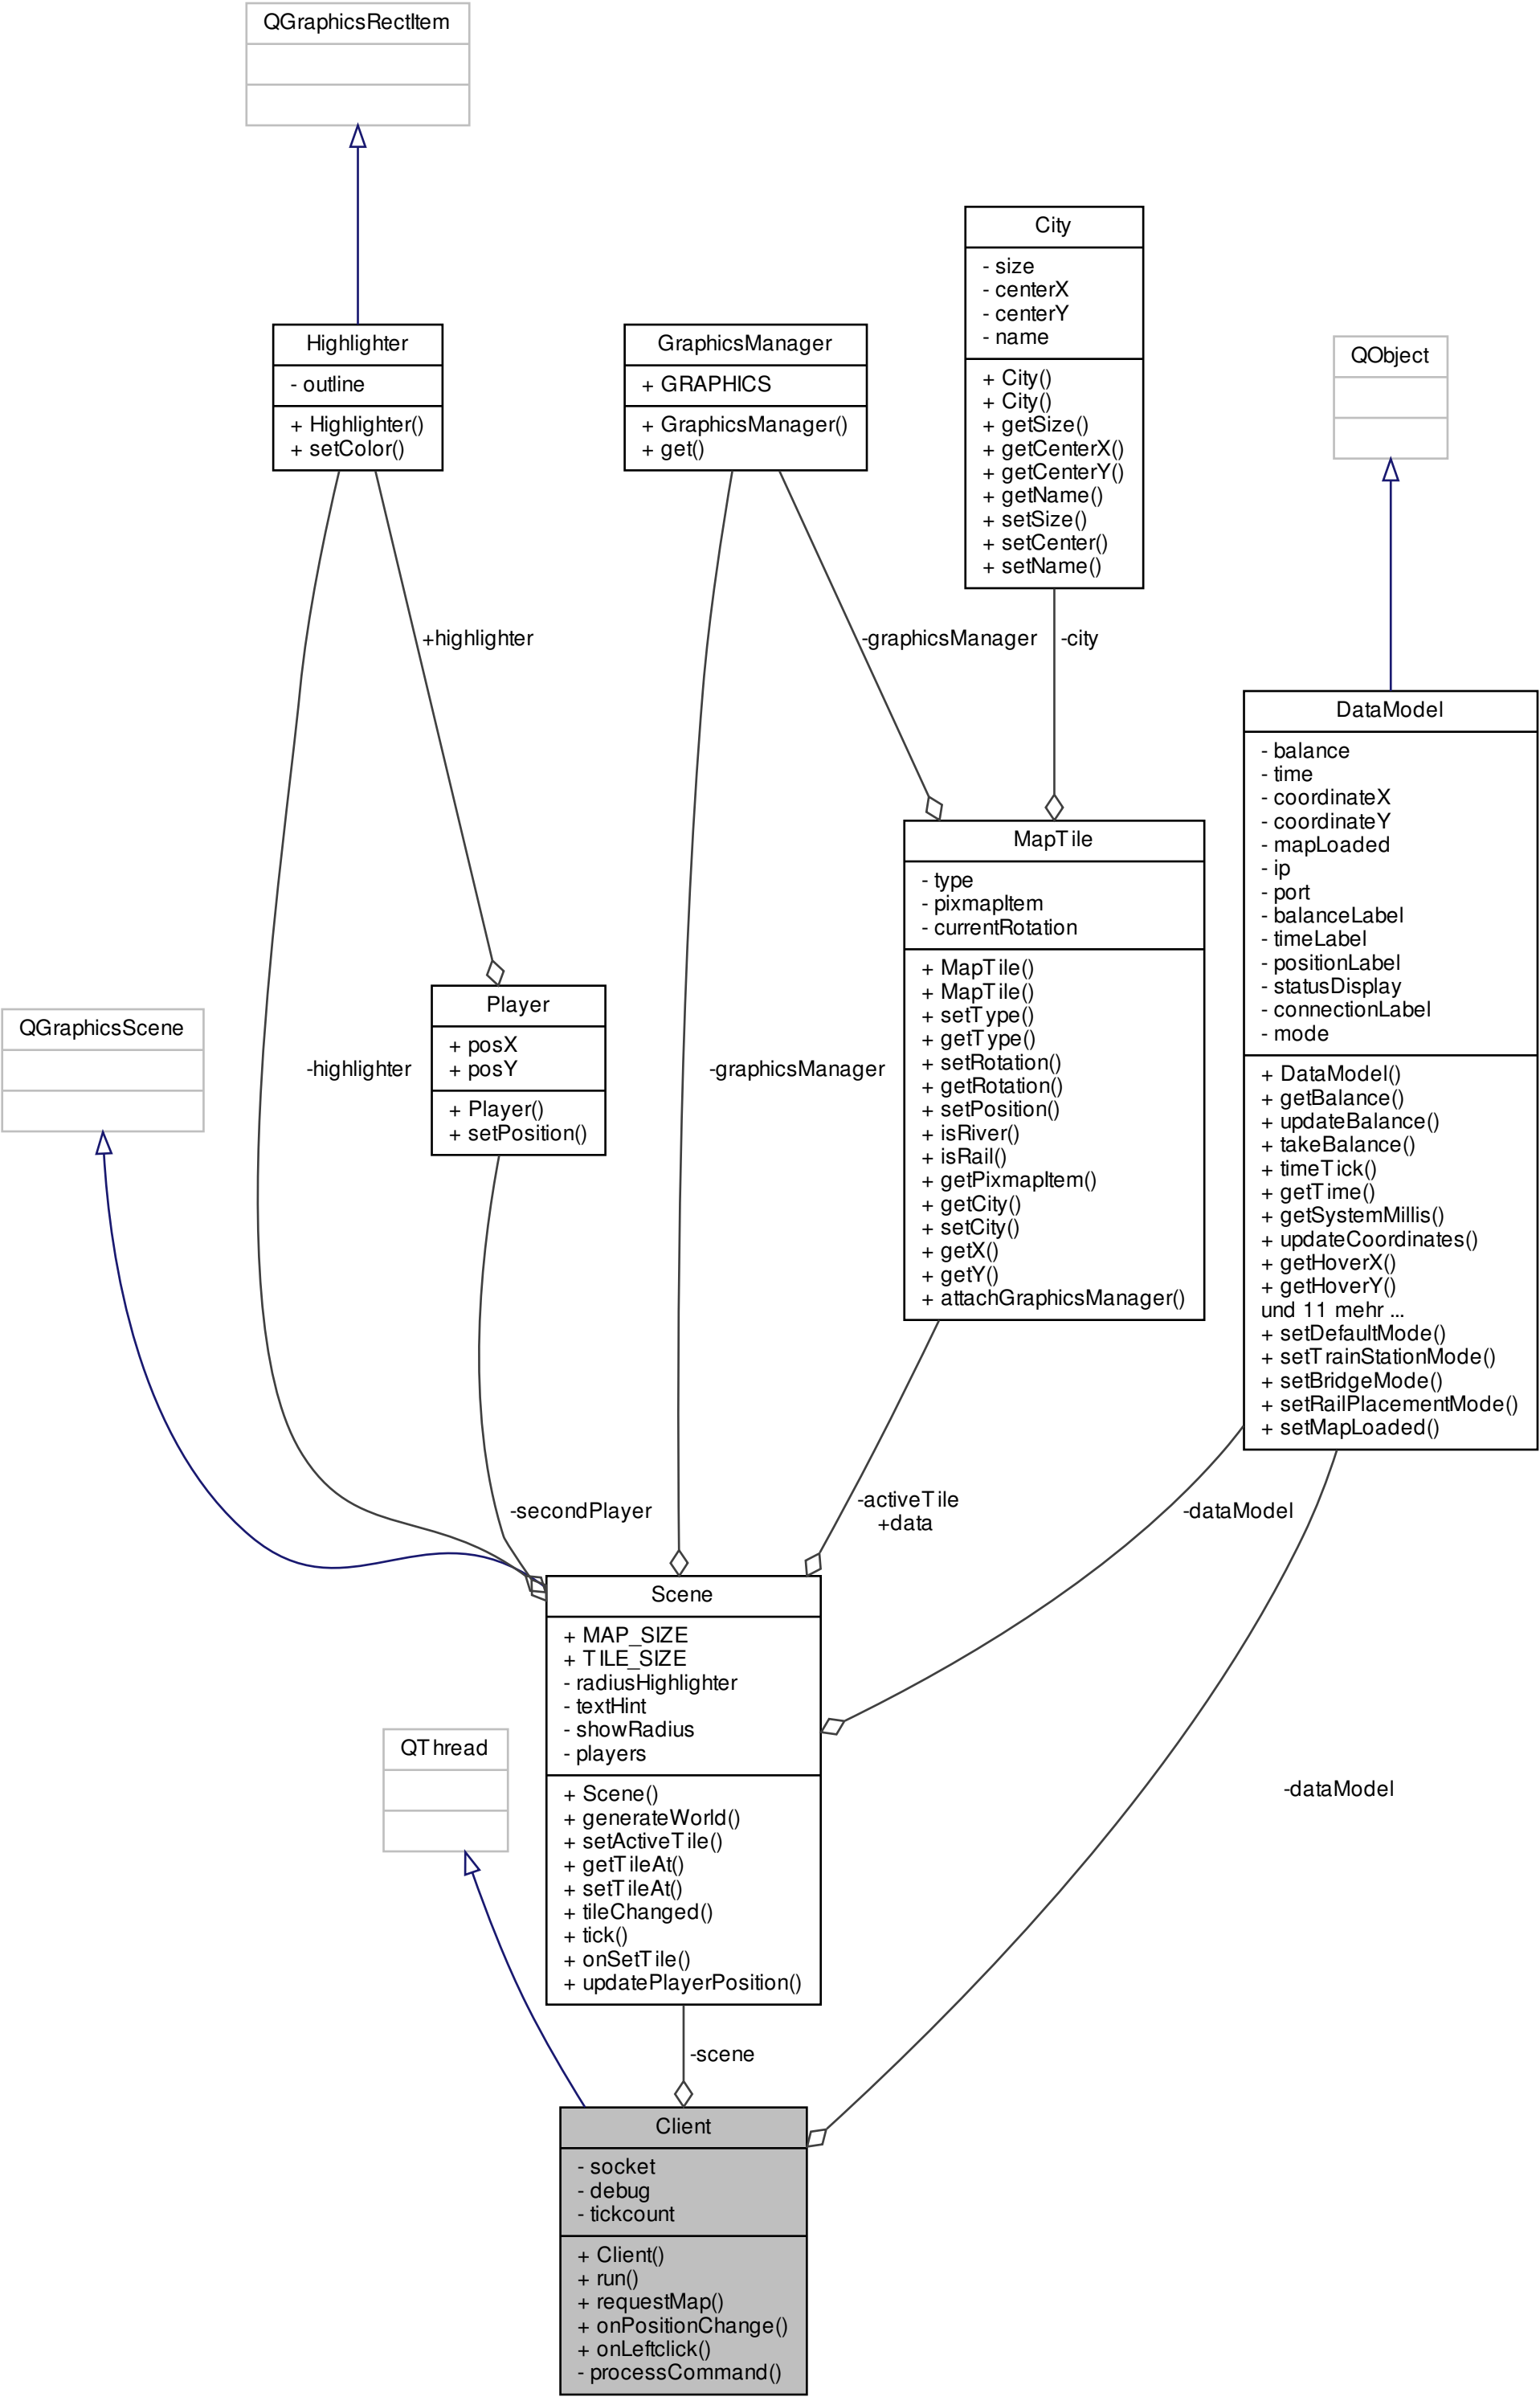 QGraphicsRectItem
City
- size
- centerX
- centerY
- name
+ City()
+ City()
+ getSize()
+ getCenterX()
+ getCenterY()
+ getName()
+ setSize()
+ setCenter()
+ setName()
Highlighter
- outline
+ Highlighter()
+ setColor()
GraphicsManager
+ GRAPHICS
+ GraphicsManager()
+ get()
QObject
+highlighter
-graphicsManager
-city
DataModel
- balance
- time
- coordinateX
- coordinateY
- mapLoaded
- ip
- port
- balanceLabel
- timeLabel
- positionLabel
- statusDisplay
- connectionLabel
- mode
+ DataModel()
+ getBalance()
+ updateBalance()
+ takeBalance()
+ timeTick()
+ getTime()
+ getSystemMillis()
+ updateCoordinates()
+ getHoverX()
+ getHoverY()
und 11 mehr ...
+ setDefaultMode()
+ setTrainStationMode()
+ setBridgeMode()
+ setRailPlacementMode()
+ setMapLoaded()
MapTile
- type
- pixmapItem
- currentRotation
+ MapTile()
+ MapTile()
+ setType()
+ getType()
+ setRotation()
+ getRotation()
+ setPosition()
+ isRiver()
+ isRail()
+ getPixmapItem()
+ getCity()
+ setCity()
+ getX()
+ getY()
+ attachGraphicsManager()
Player
+ posX
+ posY
+ Player()
+ setPosition()
QGraphicsScene
-highlighter
-graphicsManager
-secondPlayer
-activeTile
+data
-dataModel
Scene
+ MAP_SIZE
+ TILE_SIZE
- radiusHighlighter
- textHint
- showRadius
- players
+ Scene()
+ generateWorld()
+ setActiveTile()
+ getTileAt()
+ setTileAt()
+ tileChanged()
+ tick()
+ onSetTile()
+ updatePlayerPosition()
QThread
-dataModel
-scene
Client
- socket
- debug
- tickcount
+ Client()
+ run()
+ requestMap()
+ onPositionChange()
+ onLeftclick()
- processCommand()